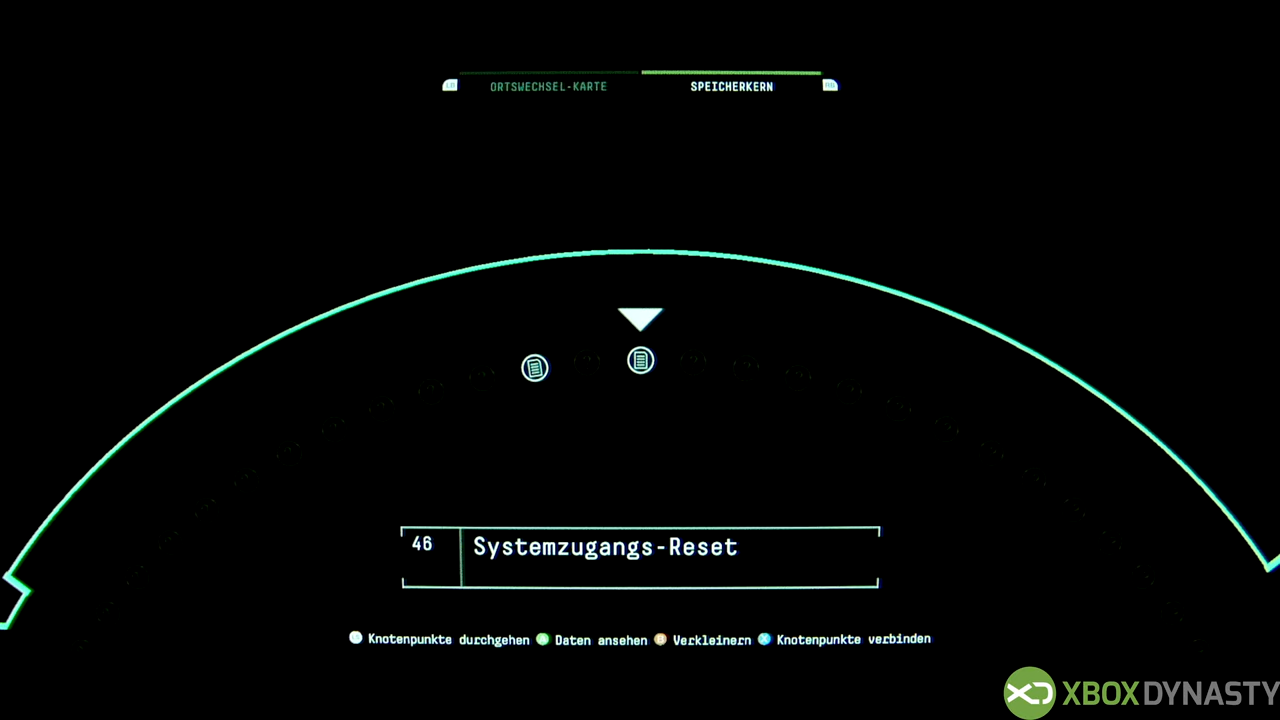 ORTSWECHSEL-KARTE SPEICHERKERN
46 Systemzugangs-Reset
Knotenpunkte durchgehen Daten ansehen Verkleinern Knotenpunkte verbinden
XBOXDYNASTY